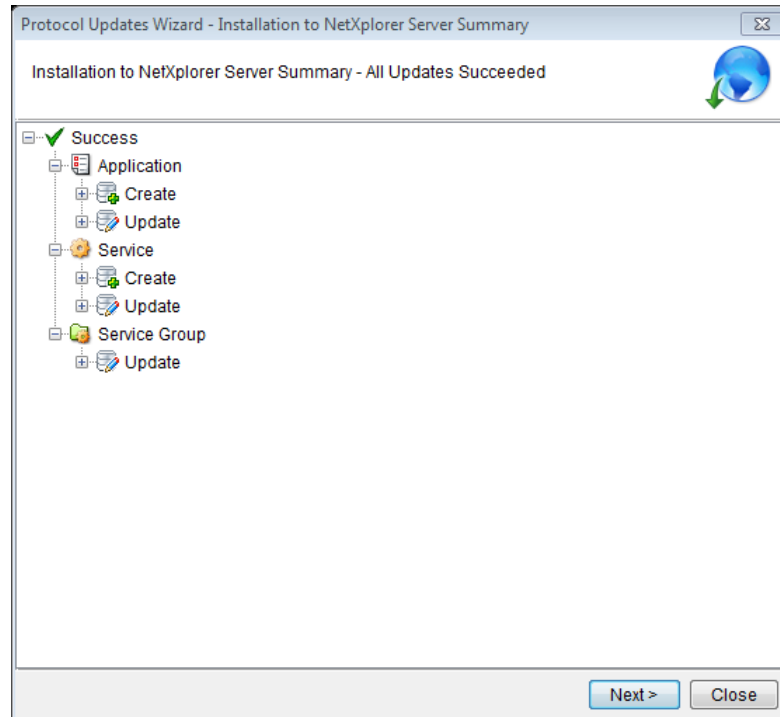 Protocol Updates Wizard - Installation to NetXplorer Server Summary
Installation to NetXplorer Server Summary - All Updates Succeeded
Success
Application
Create
Update
Service
Create
Update
Service Group
Update
Next >
Close